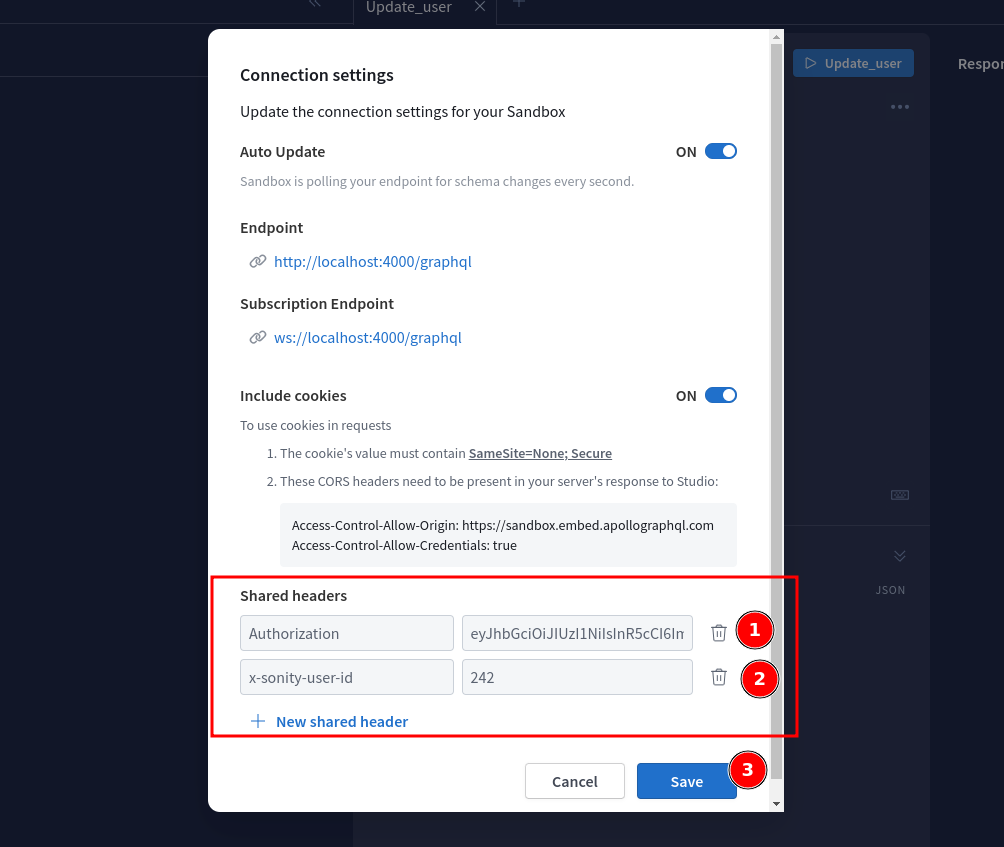 Update_user
Update_user
Connection settings
Update the connection settings for your Sandbox
Auto Update
ON
Sandbox is polling your endpoint for schema changes every second.
Endpoint
http://localhost:4000/graphql
Subscription Endpoint
ws://localhost:4000/graphql
Include cookies
ON
To use cookies in requests
1. The cookie's value must contain SameSite=None; Secure
2. These CORS headers need to be present in your server's response to Studio:
Access-Control-Allow-Origin: https://sandbox.embed.apollographql.com
Access-Control-Allow-Credentials: true
JSON
Shared headers
Authorization
1
x-sonity-user-id
242
2
New shared header
3
Cancel
Save